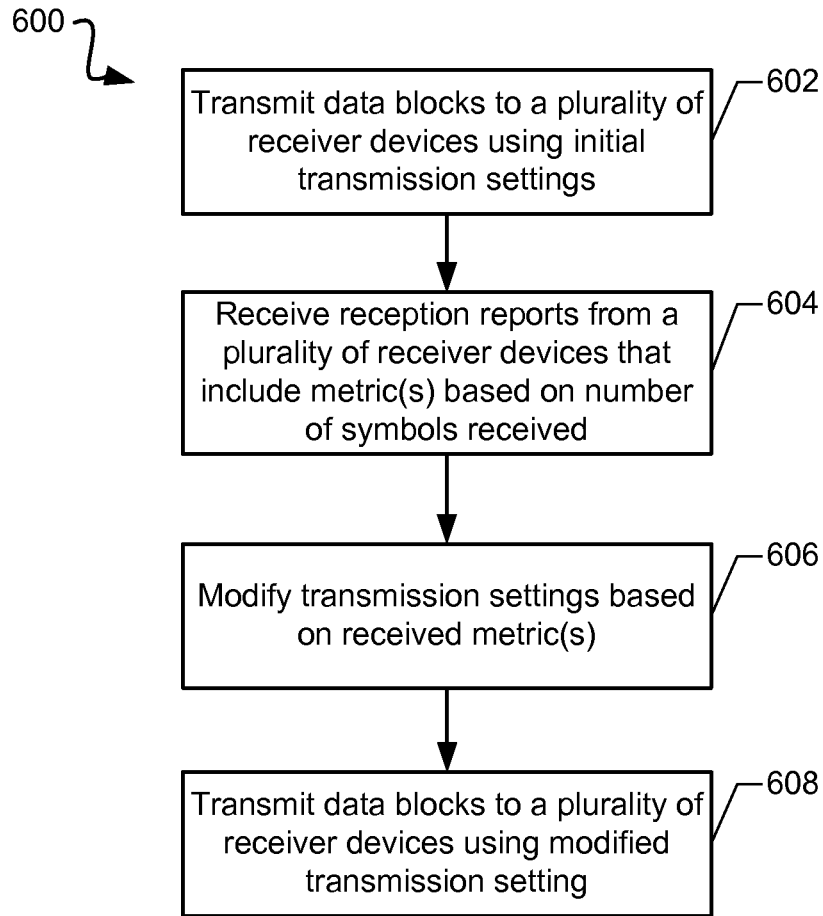 600
602
Transmit data blocks to a plurality of
receiver devices using initial
transmission settings
604
Receive reception reports from a
plurality of receiver devices that
include metric(s) based on number
of symbols received
606
Modify transmission settings based
on received metric(s)
608
Transmit data blocks to a plurality of
receiver devices using modified
transmission setting